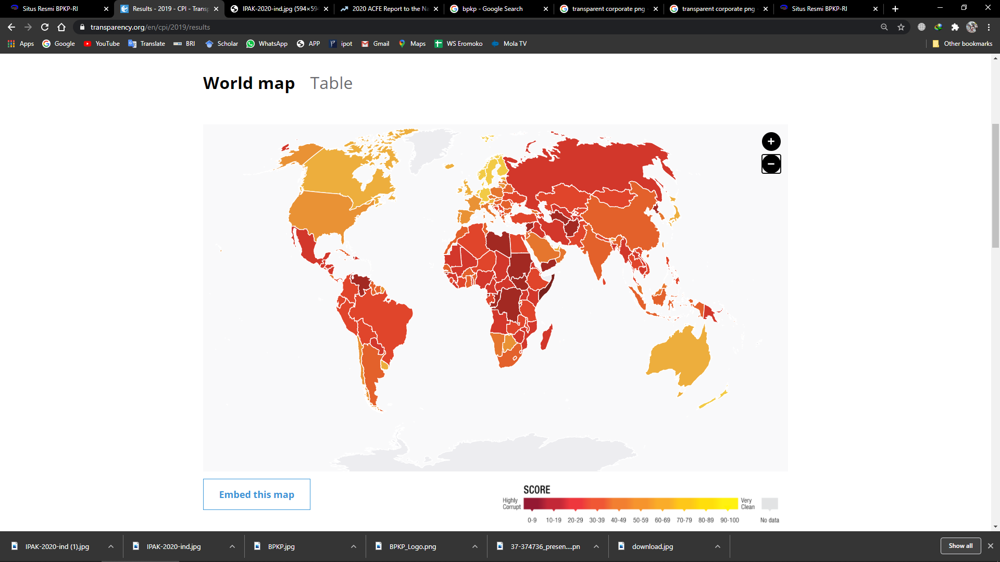 Situs Resmi BPKP-RI
Results - 2019 - CPI - Transp
IPAK-2020-ind.jpg (594×594
2020 ACFE Report to the Na
bpkp - Google Search
transparent corporate png -
transparent corporate png -
Situs Resmi BPKP-RI
transparency.org/en/cpi/2019/results
Apps
Google
YouTube
Translate
BRI
Scholar
WhatsApp
APP
ipot
Gmail
Maps
WS Eromoko
Mola TV
Other bookmarks
World map
Table
Embed this map
SCORE
Highly
Corrupt
Very
Clean
0-9 10-19 20-29 30-39 40-49 50-59 60-69 70-79 80-89 90-100 No data
IPAK-2020-ind (1).jpg
IPAK-2020-ind.jpg
BPKP.jpg
BPKP_Logo.png
37-374736_presen....pn
download.jpg
Show all